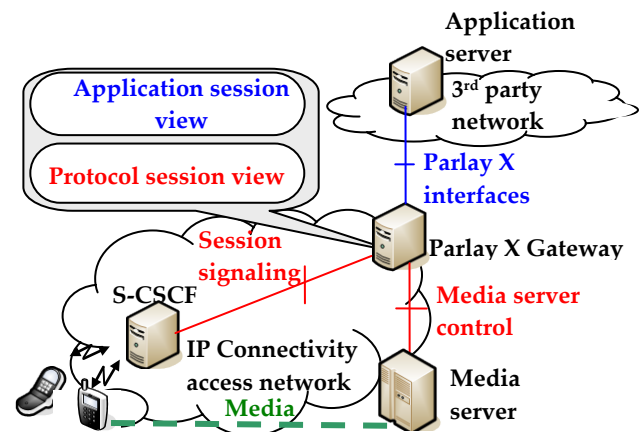 Application
server
Application session
view
3rd party
network
Protocol session view
Parlay X
interfaces
Session
signaling
Parlay X Gateway
S-CSCF
Media server
control
IP Connectivity
access network
Media
Media
server